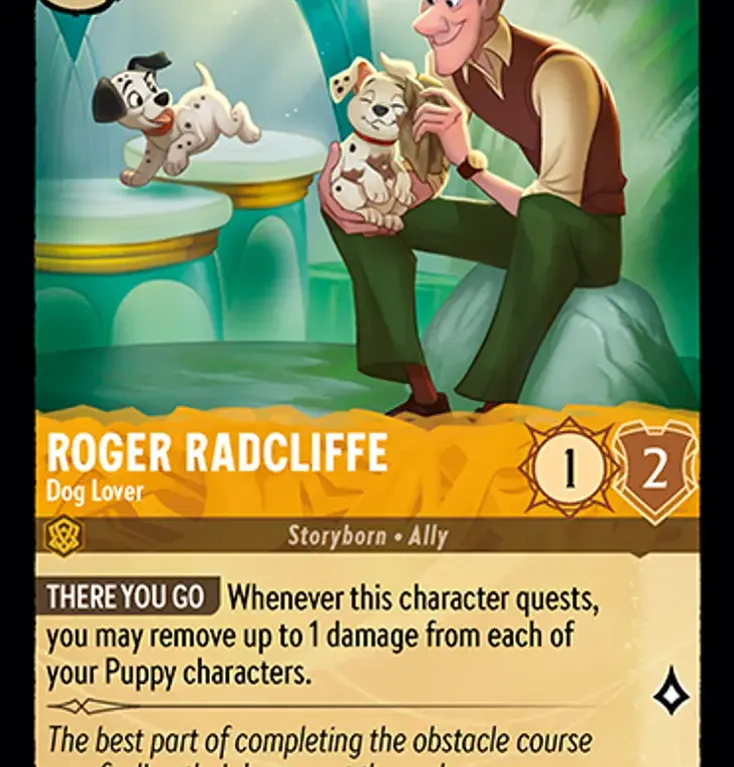 ROGER RADCLIFFE
Dog Lover
1
2
Storyborn • Ally
THERE YOU GO Whenever this character quests,
you may remove up to 1 damage from each of
your Puppy characters.
The best part of completing the obstacle course